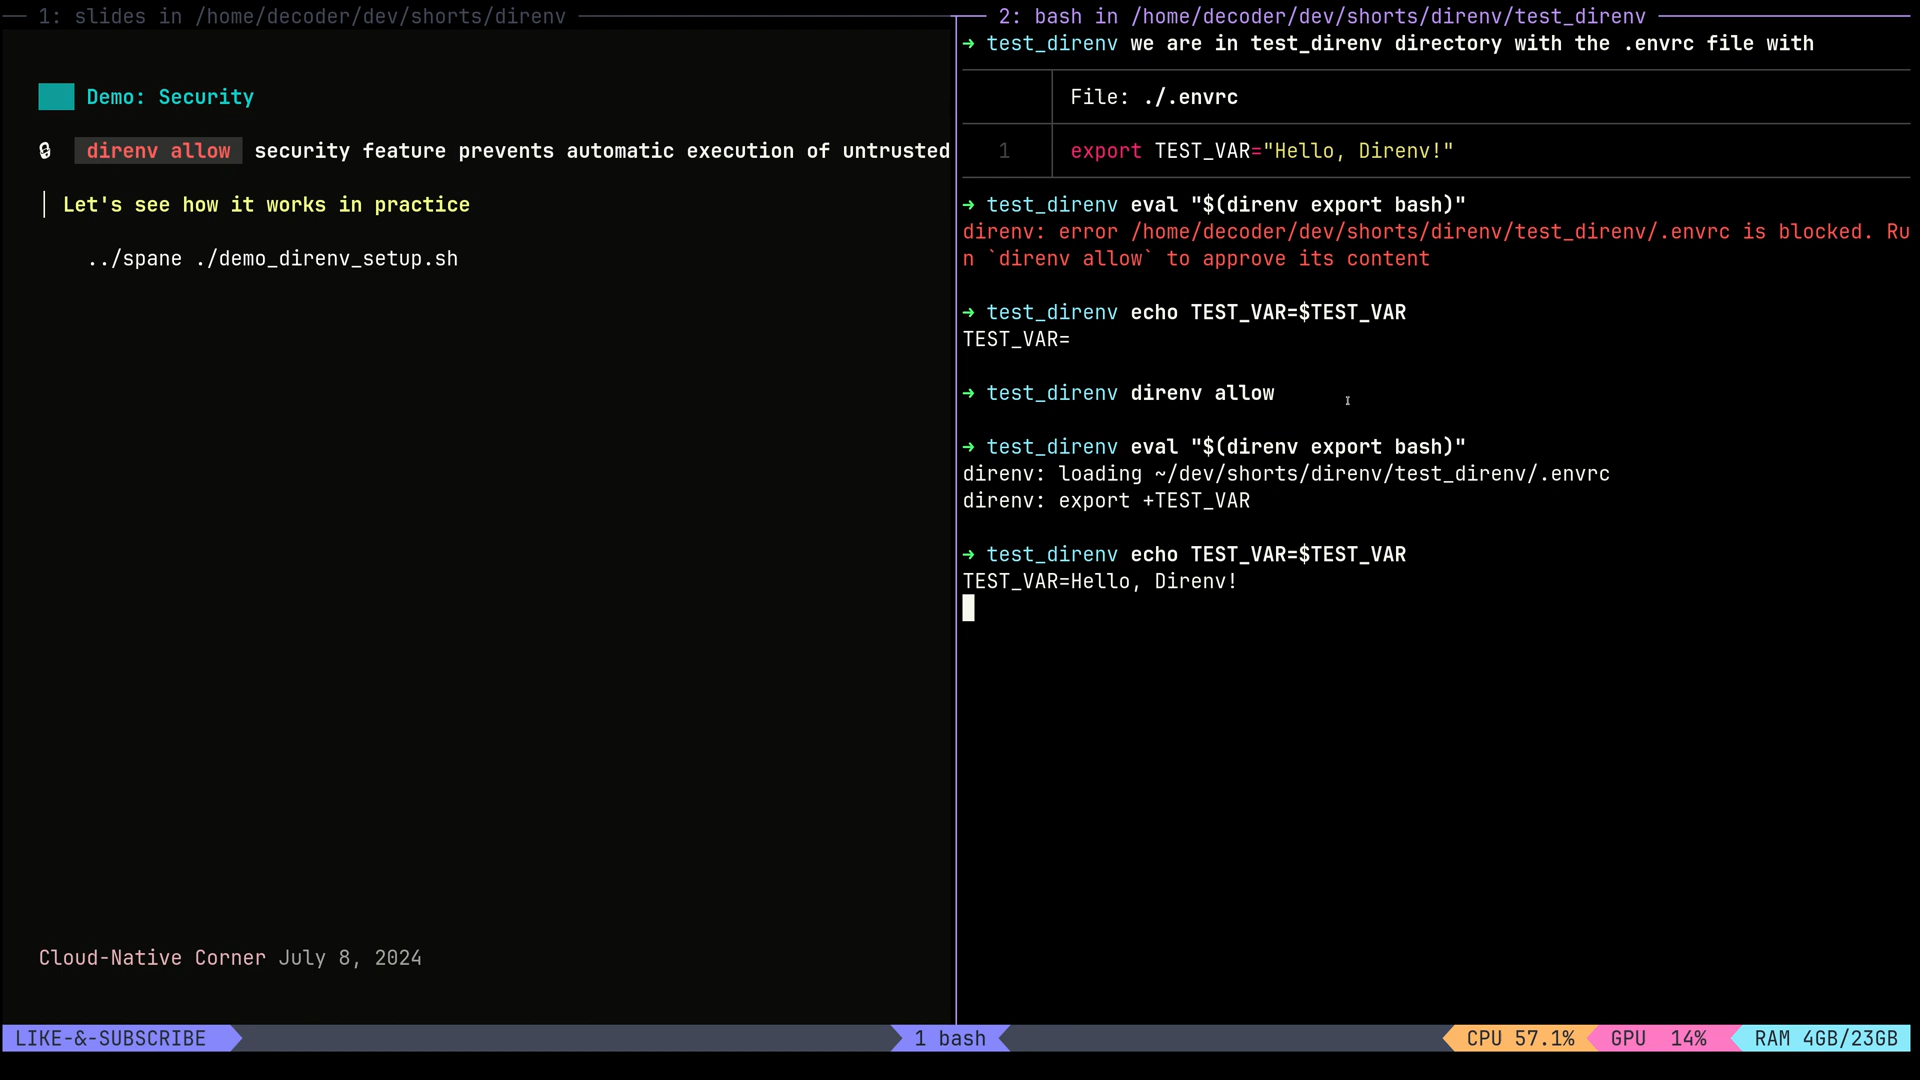 1: slides in /home/decoder/dev/shorts/direnv
Demo: Security
direnv allow security feature prevents automatic execution of untrusted
Let's see how it works in practice
../spane ./demo_direnv_setup.sh
Cloud-Native Corner July 8, 2024
2: bash in /home/decoder/dev/shorts/direnv/test_direnv
➜ test_direnv we are in test_direnv directory with the .envrc file with
File: ./.envrc
1 export TEST_VAR="Hello, Direnv!"
➜ test_direnv eval "$(direnv export bash)"
direnv: error /home/decoder/dev/shorts/direnv/test_direnv/.envrc is blocked. Ru
n `direnv allow` to approve its content
➜ test_direnv echo TEST_VAR=$TEST_VAR
TEST_VAR=
➜ test_direnv direnv allow
➜ test_direnv eval "$(direnv export bash)"
direnv: loading ~/dev/shorts/direnv/test_direnv/.envrc
direnv: export +TEST_VAR
➜ test_direnv echo TEST_VAR=$TEST_VAR
TEST_VAR=Hello, Direnv!
LIKE-&-SUBSCRIBE
1 bash
CPU 57.1% GPU 14% RAM 4GB/23GB